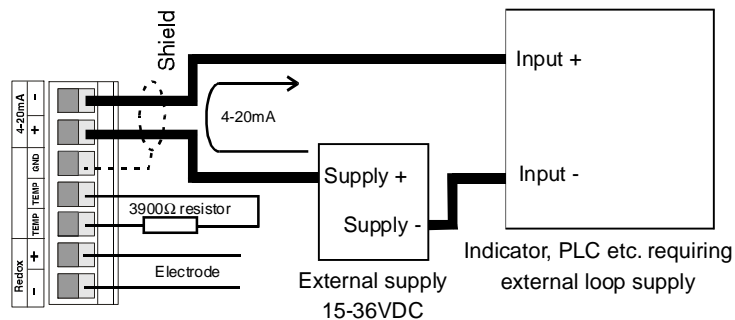 Shield
4-20mA
-
+
GND
TEMP
TEMP
Redox
+
-
4-20mA
3900Ω resistor
Electrode
Supply +
Supply -
External supply
15-36VDC
Input +
Input -
Indicator, PLC etc. requiring
external loop supply